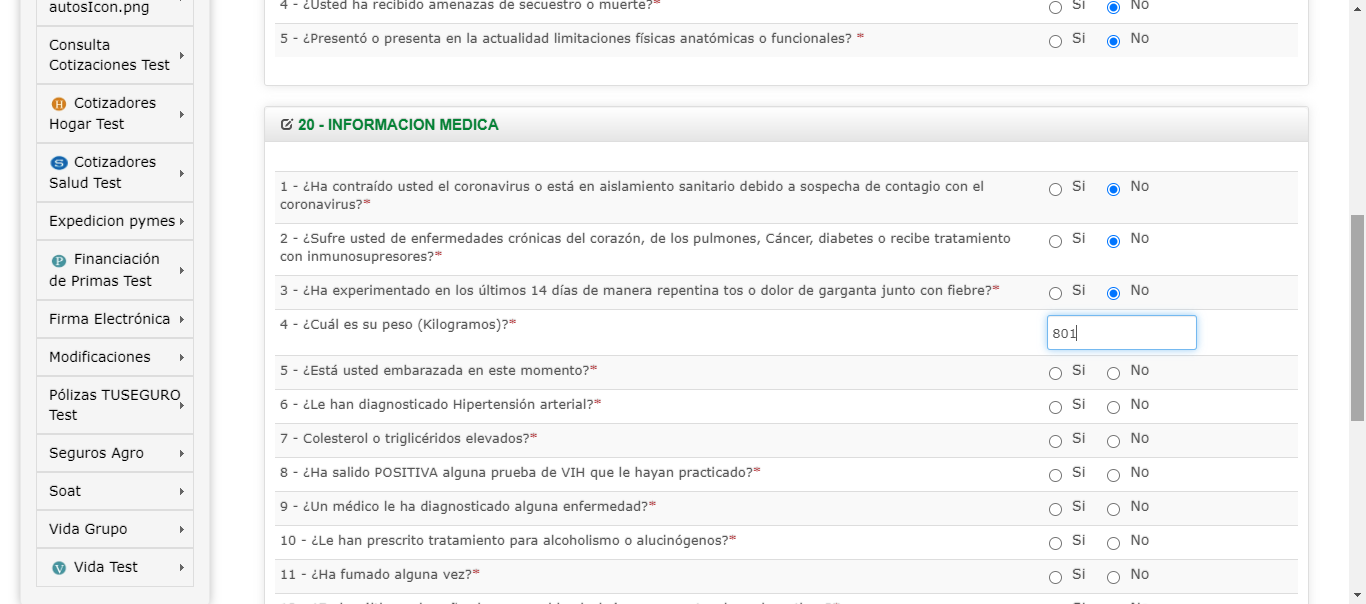 autosIcon.png
Consulta
Cotizaciones Test
H Cotizadores
Hogar Test
S Cotizadores
Salud Test
Expedicion pymes
P Financiación
de Primas Test
Firma Electrónica
Modificaciones
Pólizas TUSEGURO
Test
Seguros Agro
Soat
Vida Grupo
V Vida Test
4 - ¿Usted ha recibido amenazas de secuestro o muerte?* Si No
5 - ¿Presentó o presenta en la actualidad limitaciones físicas anatómicas o funcionales? * Si No
20 - INFORMACION MEDICA
1 - ¿Ha contraído usted el coronavirus o está en aislamiento sanitario debido a sospecha de contagio con el
coronavirus?* Si No
2 - ¿Sufre usted de enfermedades crónicas del corazón, de los pulmones, Cáncer, diabetes o recibe tratamiento
con inmunosupresores?* Si No
3 - ¿Ha experimentado en los últimos 14 días de manera repentina tos o dolor de garganta junto con fiebre?* Si No
4 - ¿Cuál es su peso (Kilogramos)?* 801
5 - ¿Está usted embarazada en este momento?* Si No
6 - ¿Le han diagnosticado Hipertensión arterial?* Si No
7 - Colesterol o triglicéridos elevados?* Si No
8 - ¿Ha salido POSITIVA alguna prueba de VIH que le hayan practicado?* Si No
9 - ¿Un médico le ha diagnosticado alguna enfermedad?* Si No
10 - ¿Le han prescrito tratamiento para alcoholismo o alucinógenos?* Si No
11 - ¿Ha fumado alguna vez?* Si No